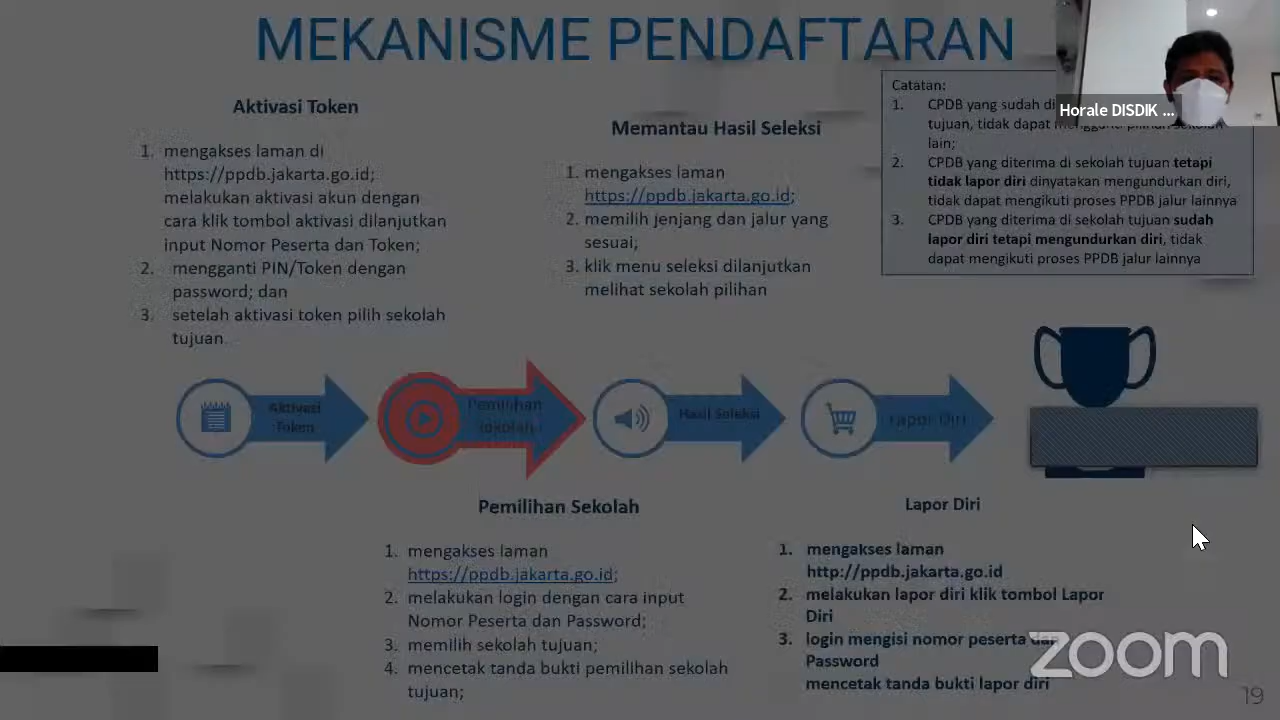 MEKANISME PENDAFTARAN
Horale DISDIK ...
Aktivasi Token
1. mengakses laman di
https://ppdb.jakarta.go.id;
melakukan aktivasi akun dengan
cara klik tombol aktivasi dilanjutkan
input Nomor Peserta dan Token;
2. mengganti PIN/Token dengan
password; dan
3. setelah aktivasi token pilih sekolah
tujuan.
Memantau Hasil Seleksi
1. mengakses laman
https://ppdb.jakarta.go.id;
2. memilih jenjang dan jalur yang
sesuai;
3. klik menu seleksi dilanjutkan
melihat sekolah pilihan
Catatan:
1. CPDB yang sudah
tujuan, tidak dapat
lain;
2. CPDB yang diterima di sekolah tujuan tetapi
tidak lapor diri dinyatakan mengundurkan diri,
tidak dapat mengikuti proses PPDB jalur lainnya
3. CPDB yang diterima di sekolah tujuan sudah
lapor diri tetapi mengundurkan diri, tidak
dapat mengikuti proses PPDB jalur lainnya
Aktivasi
Token
Pemilihan
Sekolah
Hasil Seleksi
Lapor Diri
Pemilihan Sekolah
1. mengakses laman
https://ppdb.jakarta.go.id;
2. melakukan login dengan cara input
Nomor Peserta dan Password;
3. memilih sekolah tujuan;
4. mencetak tanda bukti pemilihan sekolah
tujuan;
Lapor Diri
1. mengakses laman
http://ppdb.jakarta.go.id
2. melakukan lapor diri klik tombol Lapor
Diri
3. login mengisi nomor peserta dan
Password
mencetak tanda bukti lapor diri
zoom
19